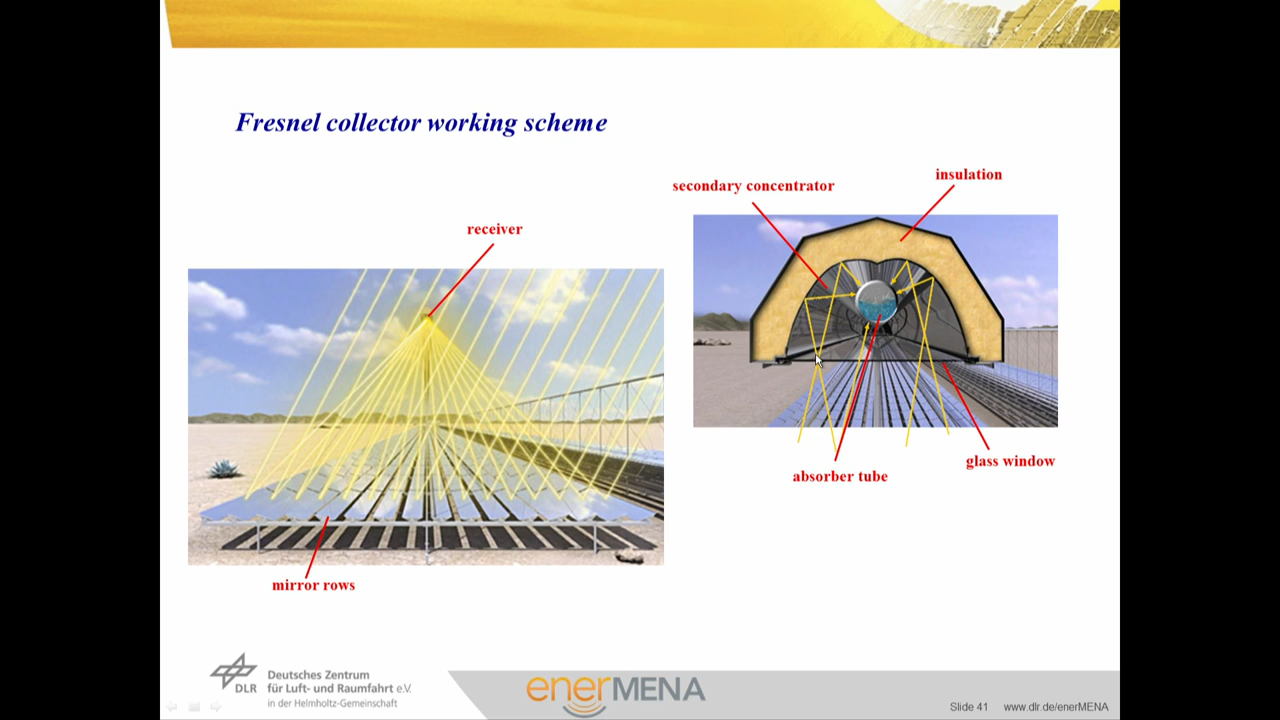 Fresnel collector working scheme
secondary concentrator
insulation
receiver
glass window
absorber tube
mirror rows
Deutsches Zentrum
DLR für Luft- und Raumfahrt e.V.
in der Helmholtz-Gemeinschaft
enerMENA
Slide 41 www.dlr.de/enerMENA